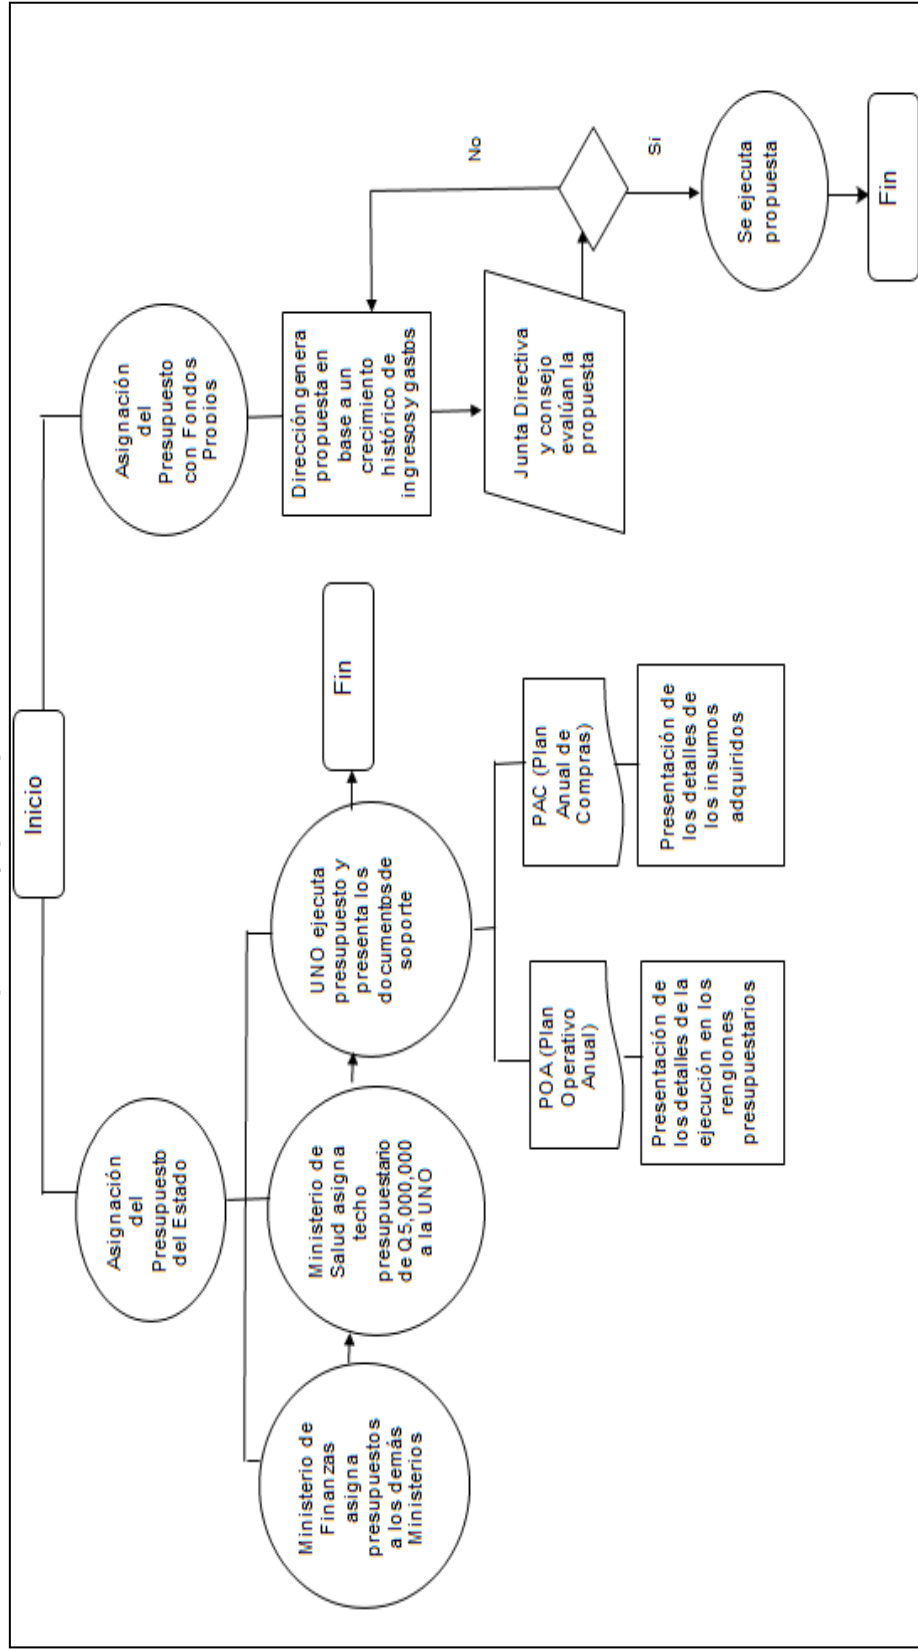 Inicio
Asignación
del
Presupuesto
del Estado
Ministerio de
Finanzas
asigna
presupuestos
a los demás
Ministerios
Ministerio de
Salud asigna
techo
presupuestario
de Q5,000,000
a la UNO
UNO ejecuta
presupuesto y
presenta los
documentos de
soporte
Fin
POA (Plan
Operativo
Anual)
Presentación de
los detalles de la
ejecución en los
renglones
presupuestarios
PAC (Plan
Anual de
Compras)
Presentación de
los detalles de
los insumos
adquiridos
Asignación
del
Presupuesto
con Fondos
Propios
Dirección genera
propuesta en
base a un
crecimiento
histórico de
ingresos y gastos
Junta Directiva
y consejo
evalúan la
propuesta
No
Si
Se ejecuta
propuesta
Fin